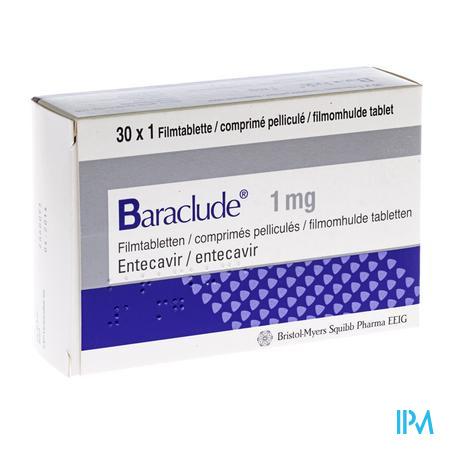 30 x 1 Filmtablette / comprimé pelliculé / filmomhulde tablet
Baraclude® 1 mg
Filmtabletten / comprimés pelliculés / filmomhulde tabletten
Entecavir / entecavir
Bristol-Myers Squibb Pharma EEIG
IPM